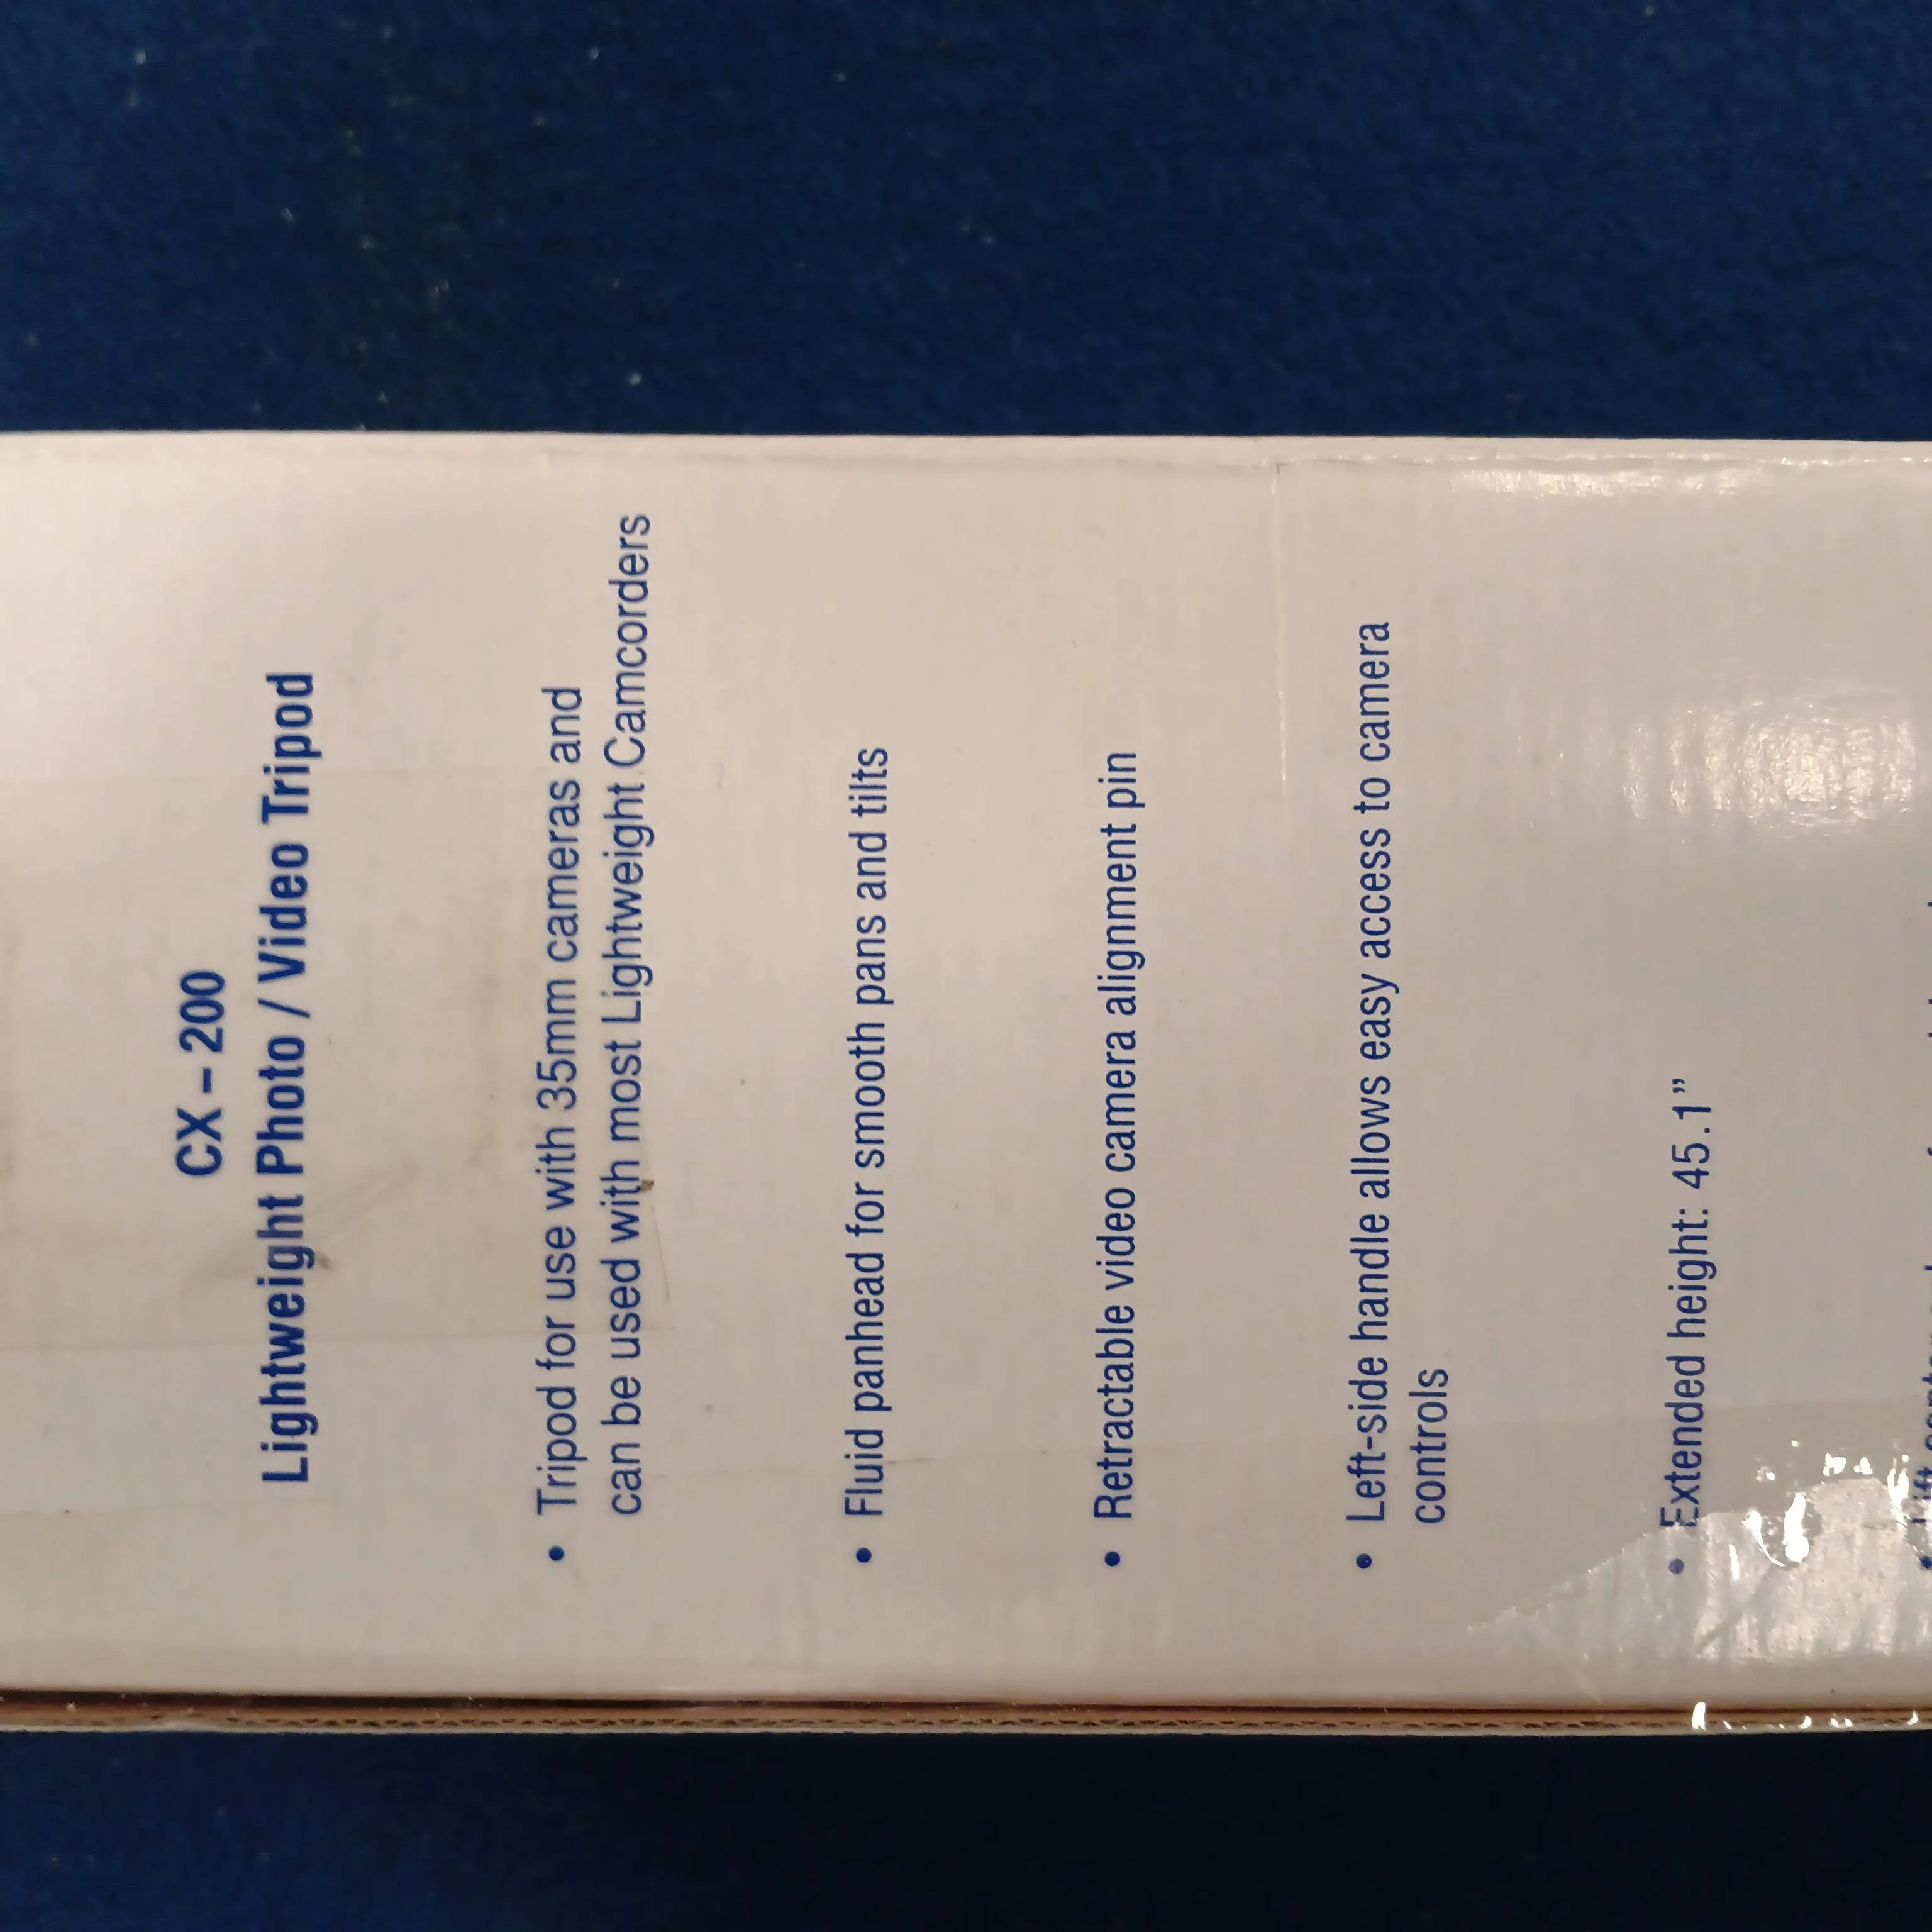 CX – 200
Lightweight Photo / Video Tripod
• Tripod for use with 35mm cameras and
can be used with most Lightweight Camcorders
• Fluid panhead for smooth pans and tilts
• Retractable video camera alignment pin
• Left-side handle allows easy access to camera
controls
• Extended height: 45.1”